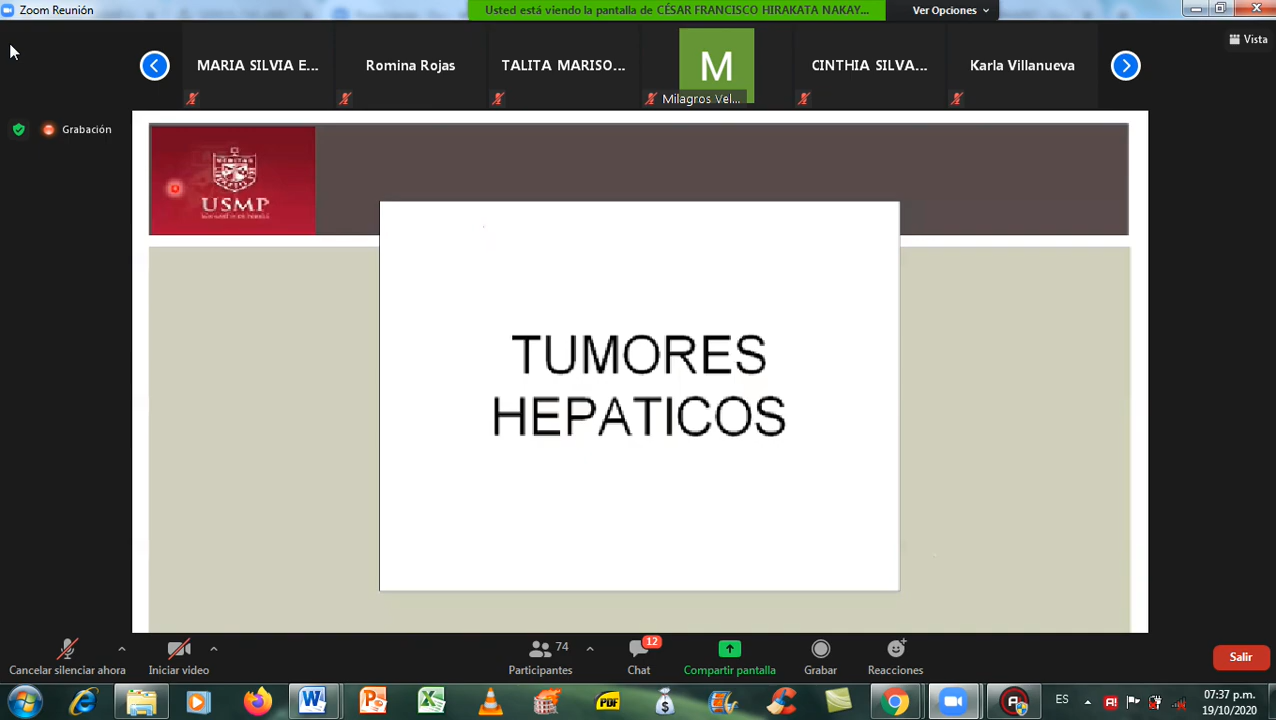 Zoom Reunión
Usted está viendo la pantalla de CÉSAR FRANCISCO HIRAKATA NAKAY...
Ver Opciones
Vista
MARIA SILVIA E...
Romina Rojas
TALITA MARISO...
M
Milagros Vel...
CINTHIA SILVA...
Karla Villanueva
Grabación
USMP
TUMORES
HEPATICOS
74
12
Cancelar silenciar ahora
Iniciar video
Participantes
Chat
Compartir pantalla
Grabar
Reacciones
Salir
PDF
ES
07:37 p.m.
19/10/2020